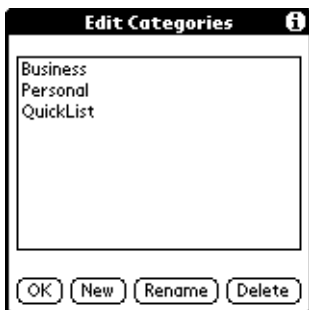 Edit Categories i
Business
Personal
QuickList
OK New Rename Delete